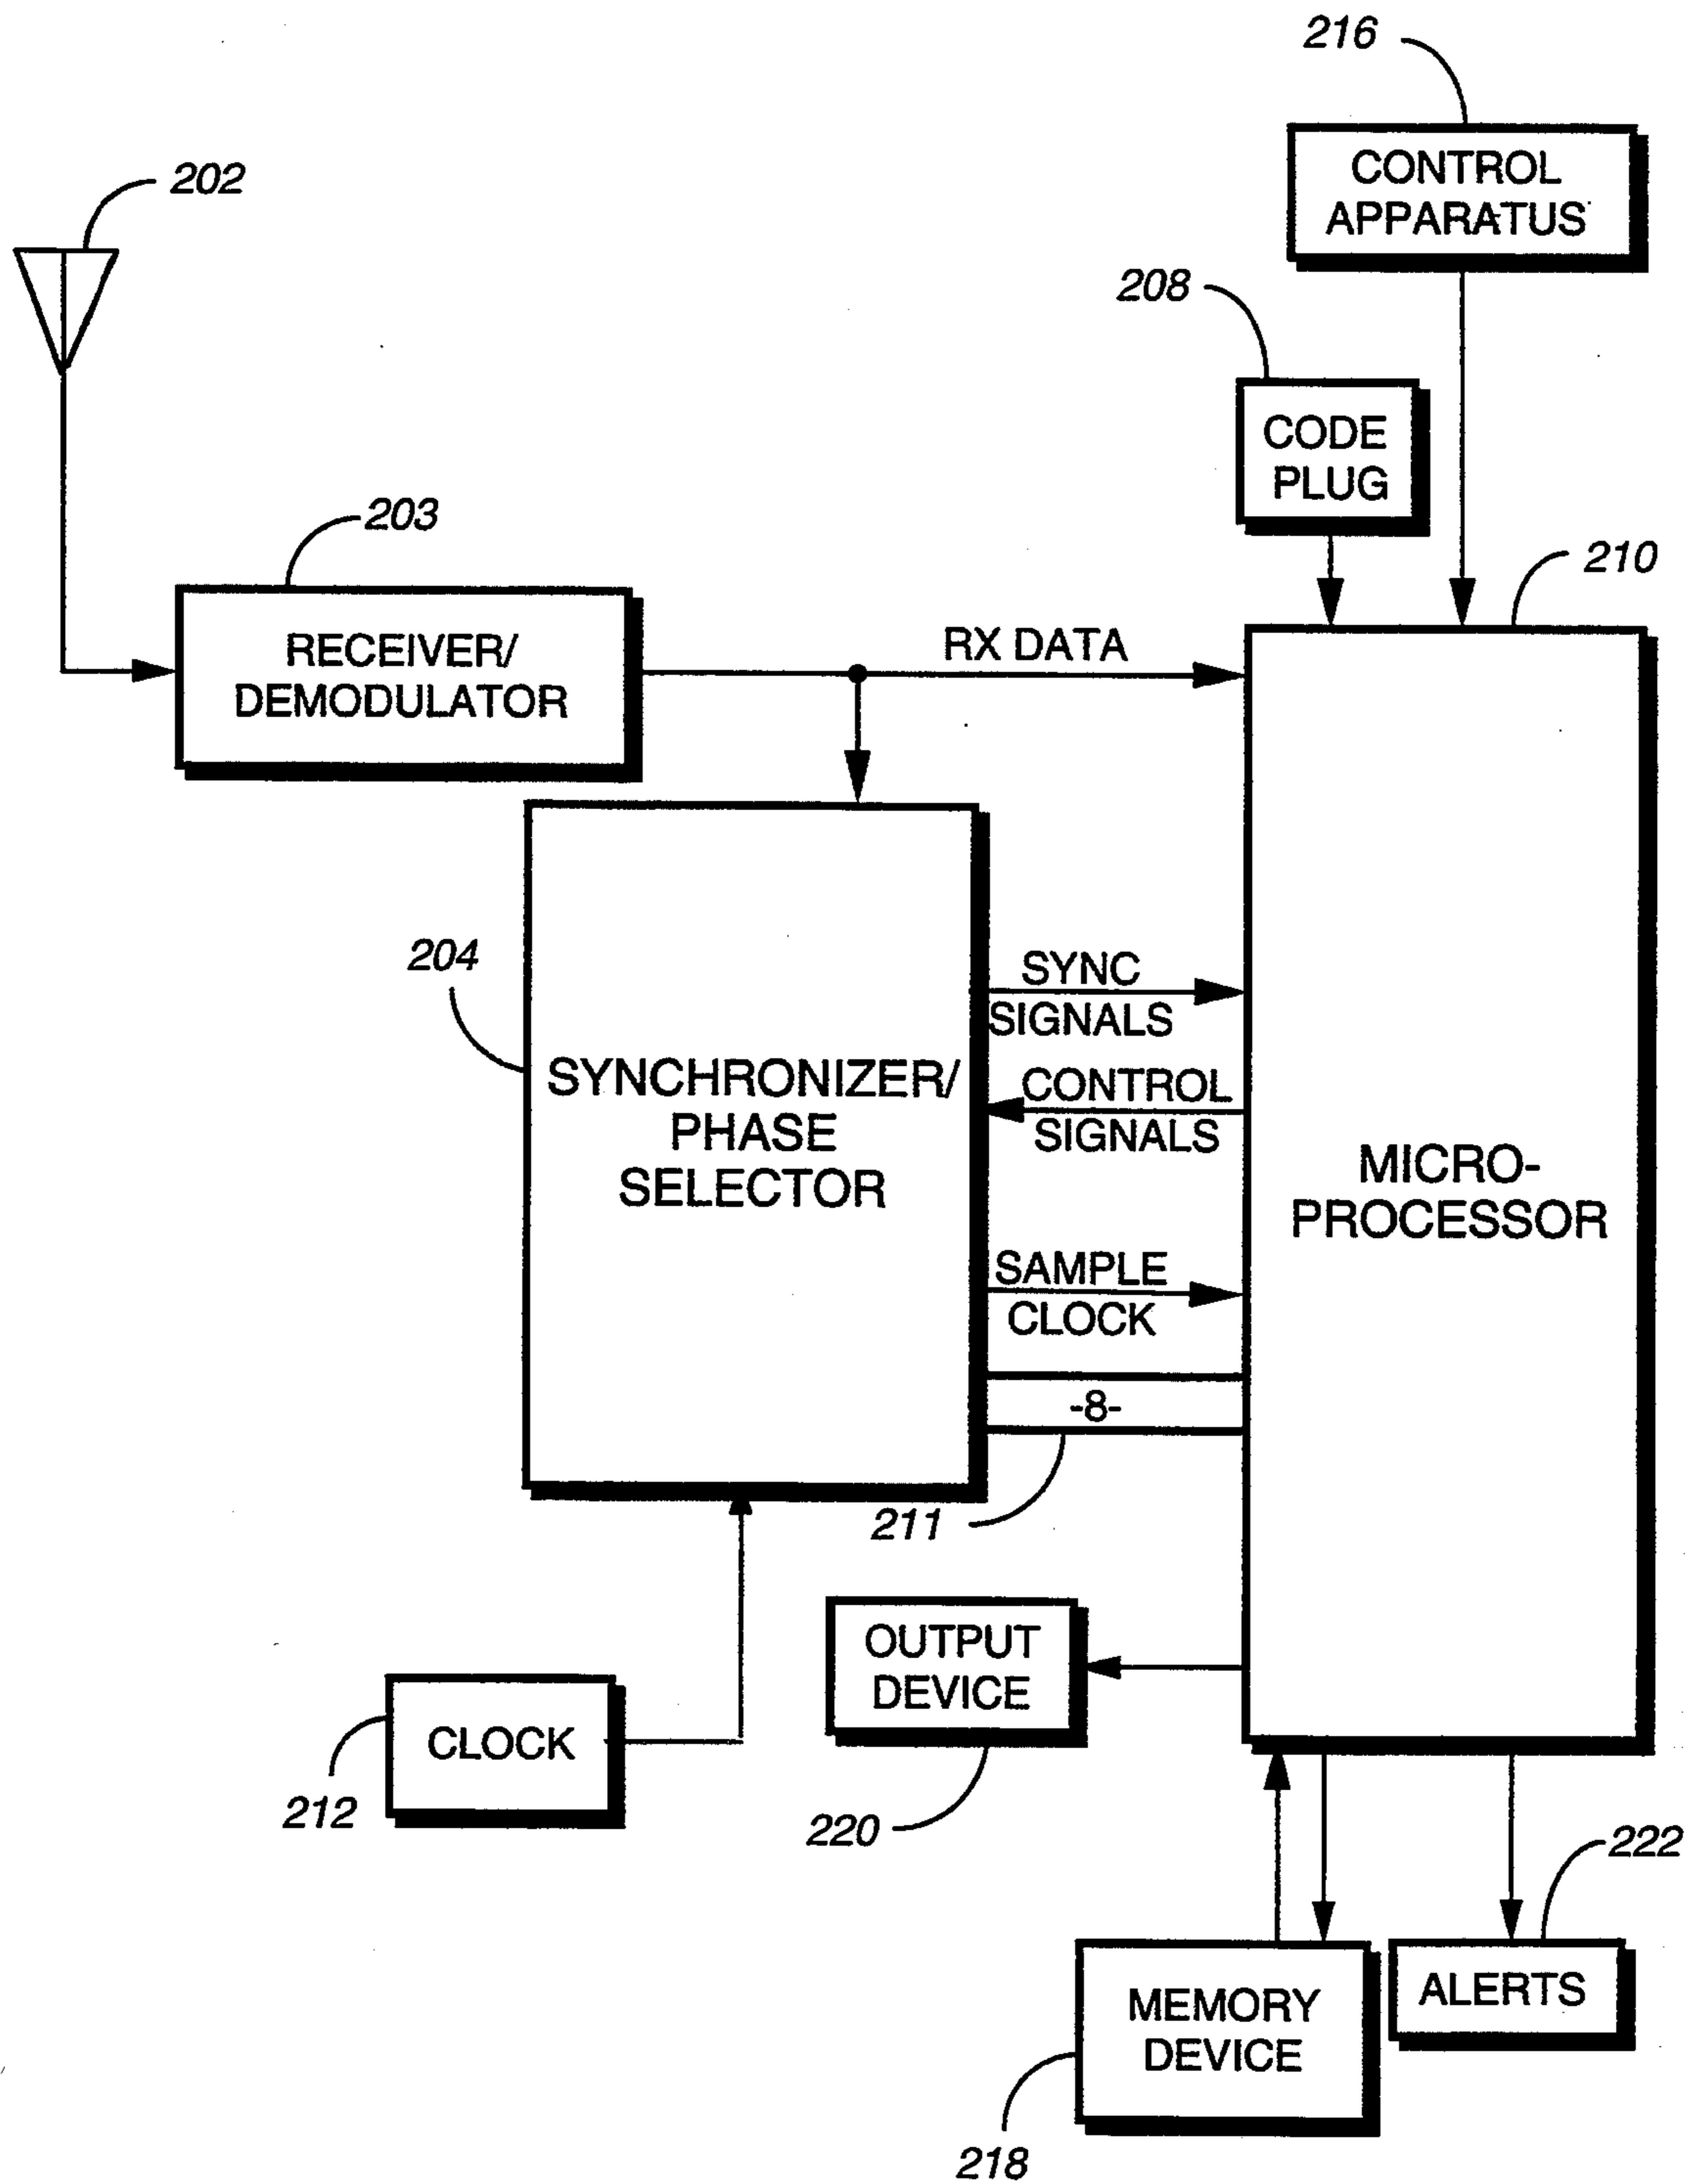 216
CONTROL
APPARATUS
202
208
CODE
PLUG
203
210
RECEIVER/
DEMODULATOR
RX DATA
204
SYNC
SIGNALS
SYNCHRONIZER/
PHASE
SELECTOR
CONTROL
SIGNALS
MICRO-
PROCESSOR
SAMPLE
CLOCK
-8-
211
OUTPUT
DEVICE
CLOCK
212
220
222
MEMORY
DEVICE
ALERTS
218